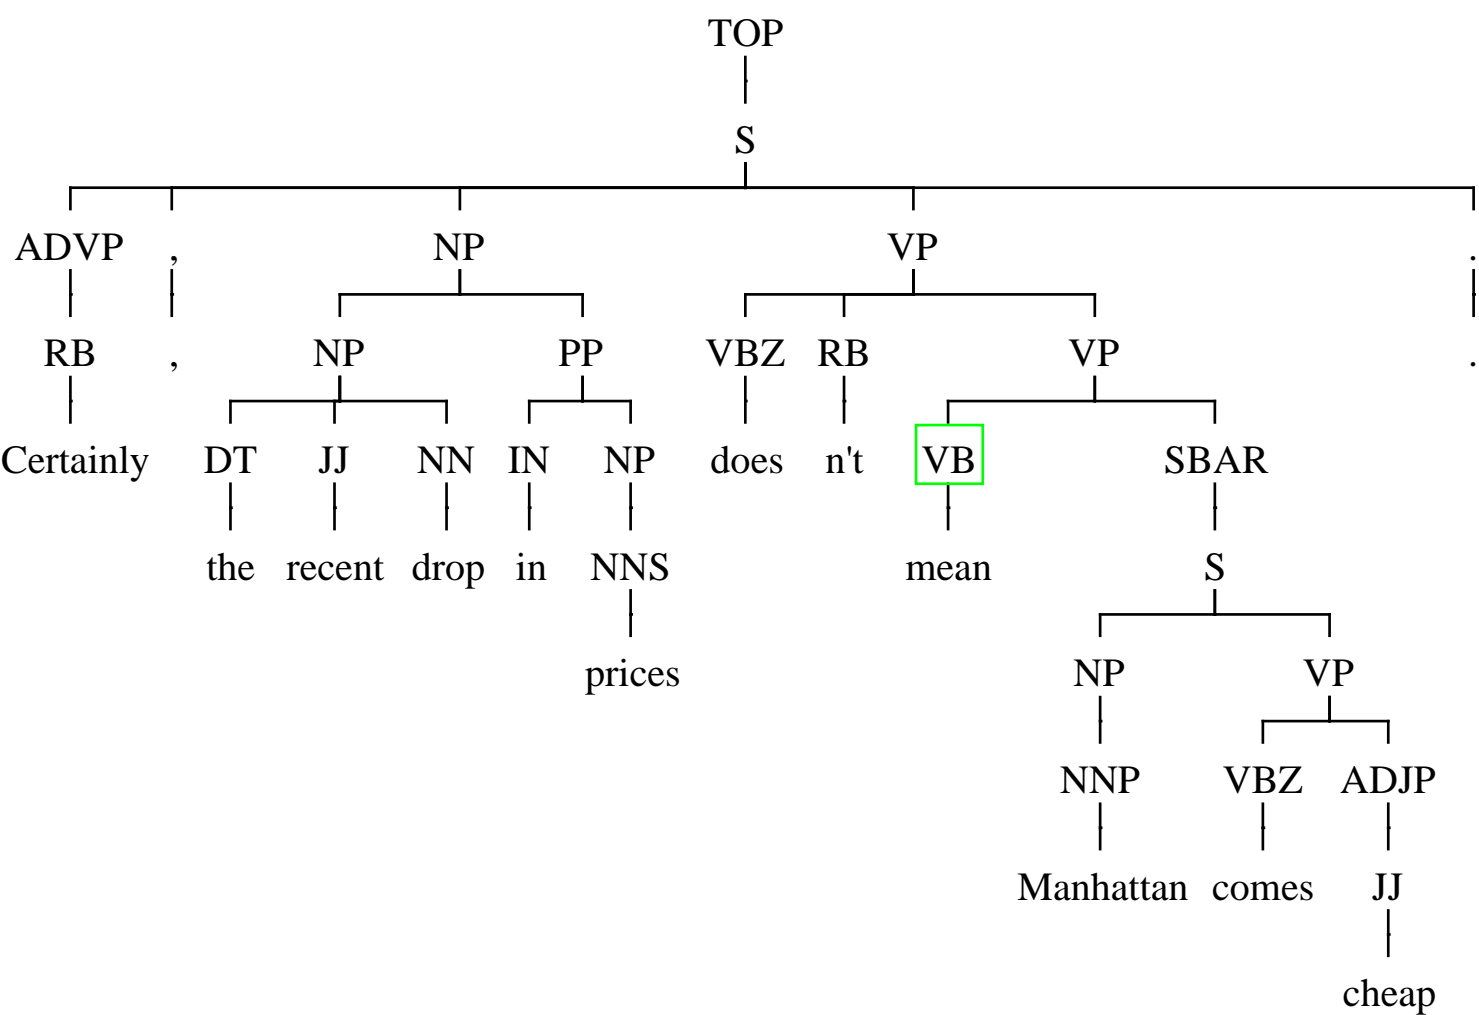 TOP
S
ADVP , NP VP .
RB , NP PP VBZ RB VP .
Certainly DT JJ NN IN NP does n't VB SBAR
the recent drop in NNS mean S
prices NP VP
NNP VBZ ADJP
Manhattan comes JJ
cheap